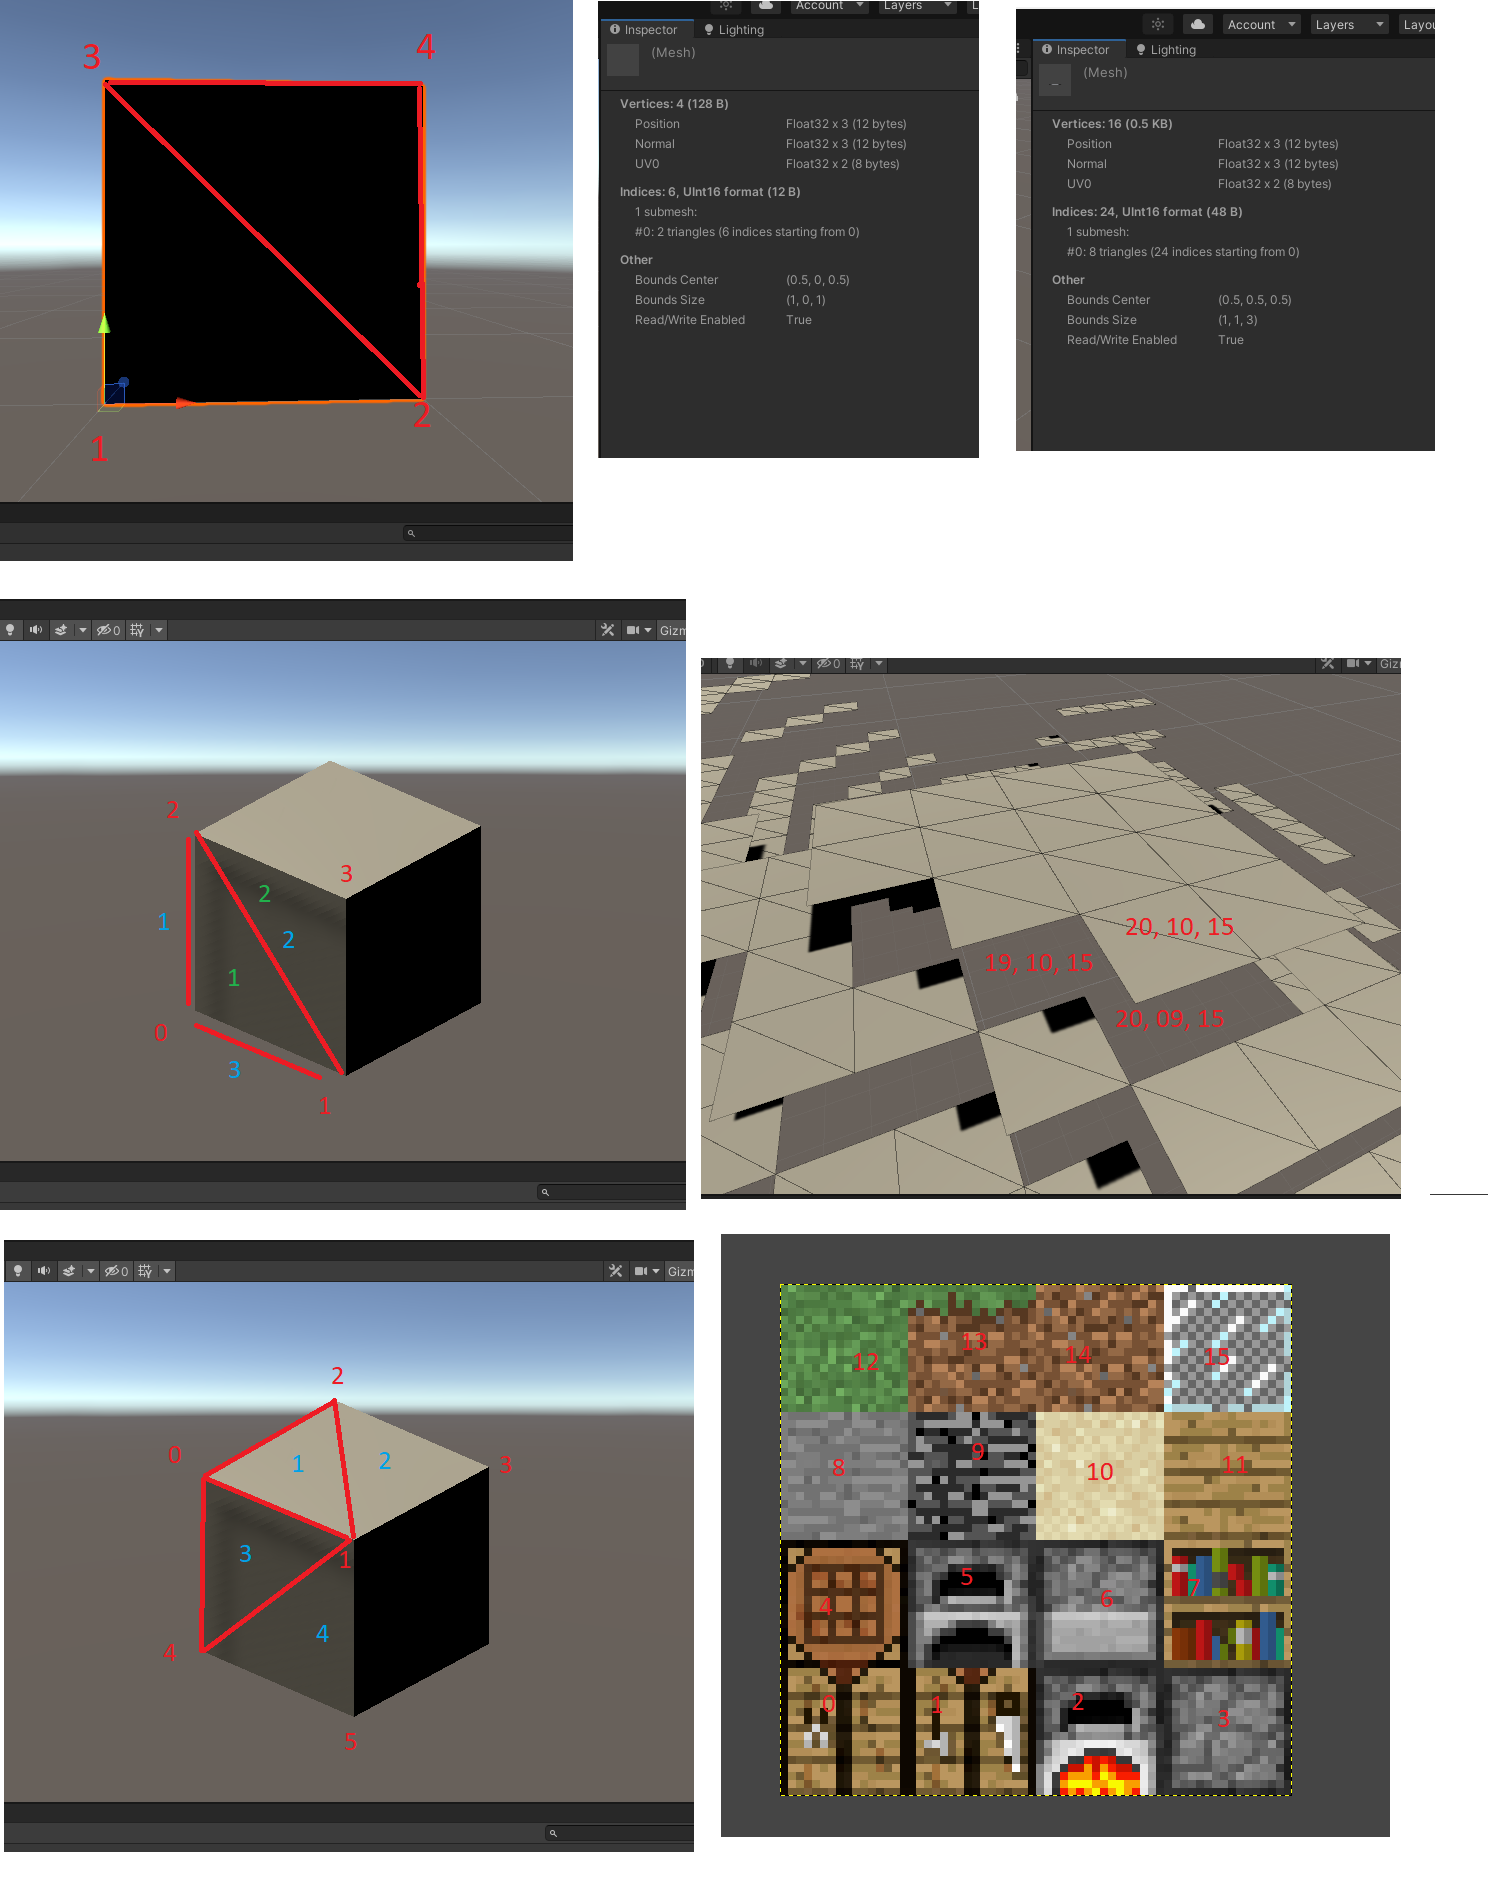 3
4
1
2
Account
Layers
L
Inspector
Lighting
(Mesh)
Vertices: 4 (128 B)
Position Float32 x 3 (12 bytes)
Normal Float32 x 3 (12 bytes)
UV0 Float32 x 2 (8 bytes)
Indices: 6, UInt16 format (12 B)
1 submesh:
#0: 2 triangles (6 indices starting from 0)
Other
Bounds Center (0.5, 0, 0.5)
Bounds Size (1, 0, 1)
Read/Write Enabled True
Account
Layers
Layou
Inspector
Lighting
(Mesh)
Vertices: 16 (0.5 KB)
Position Float32 x 3 (12 bytes)
Normal Float32 x 3 (12 bytes)
UV0 Float32 x 2 (8 bytes)
Indices: 24, UInt16 format (48 B)
1 submesh:
#0: 8 triangles (24 indices starting from 0)
Other
Bounds Center (0.5, 0.5, 0.5)
Bounds Size (1, 1, 3)
Read/Write Enabled True
0
Gizm
2
3
2
1
2
1
0
3
1
0
Giz
20, 10, 15
19, 10, 15
20, 09, 15
0
Gizm
2
0
1
2
3
3
1
4
4
5
12
13
14
15
8
9
10
11
4
5
6
7
0
1
2
3